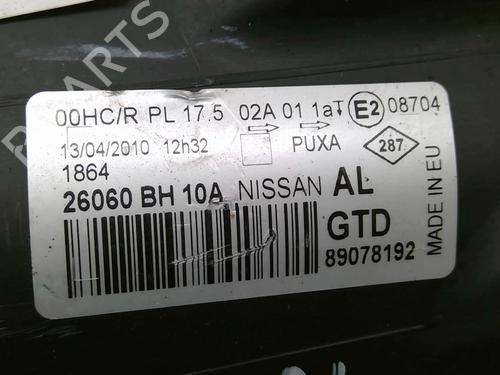 00HC/R PL 17.5 02A 01 1aT E2 08704
13/04/2010 12h32 PUXA 287
1864
26060 BH 10A NISSAN AL
GTD
89078192
MADE IN EU